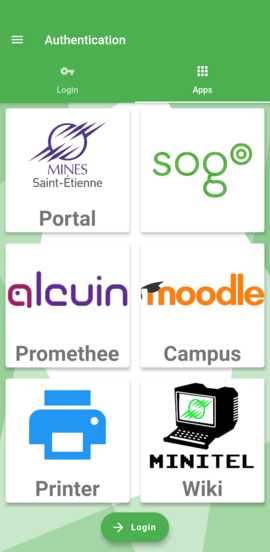 Authentication
Login
Apps
MINES
Saint-Étienne
Portal
sogo
alcuin
Promethee
moodle
Campus
Printer
MINITEL
Wiki
Login